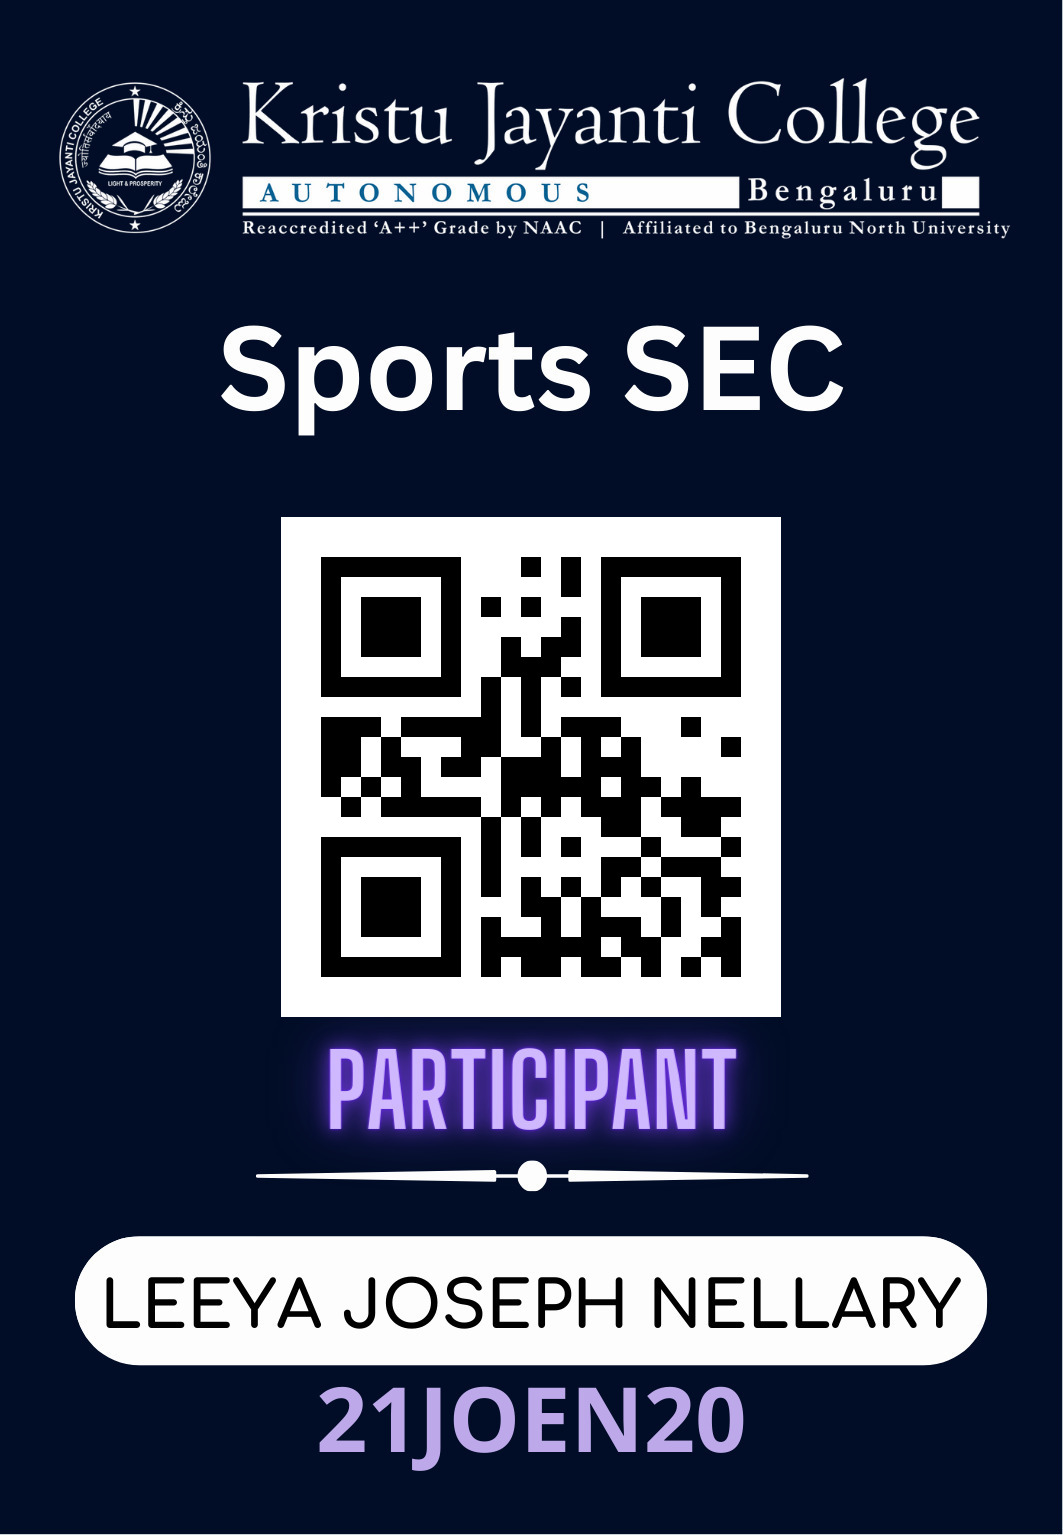 KRISTU JAYANTI COLLEGE
ಕ್ರಿಸ್ತು ಜಯಂತಿ ಕಾಲೇಜು
LIGHT & PROSPERITY
Kristu Jayanti College
AUTONOMOUS Bengaluru
Reaccredited ‘A++’ Grade by NAAC | Affiliated to Bengaluru North University
Sports SEC
PARTICIPANT
LEEYA JOSEPH NELLARY
21JOEN20